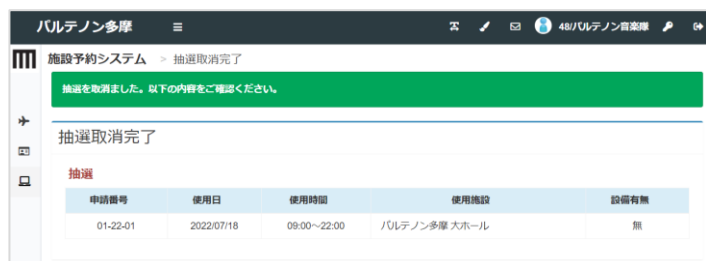 パルテノン多摩 48/パルテノン音楽隊
施設予約システム > 抽選取消完了
抽選を取消ました。以下の内容をご確認ください。
抽選取消完了
抽選
申請番号 使用日 使用時間 使用施設 設備有無
01-22-01 2022/07/18 09:00～22:00 パルテノン多摩 大ホール 無